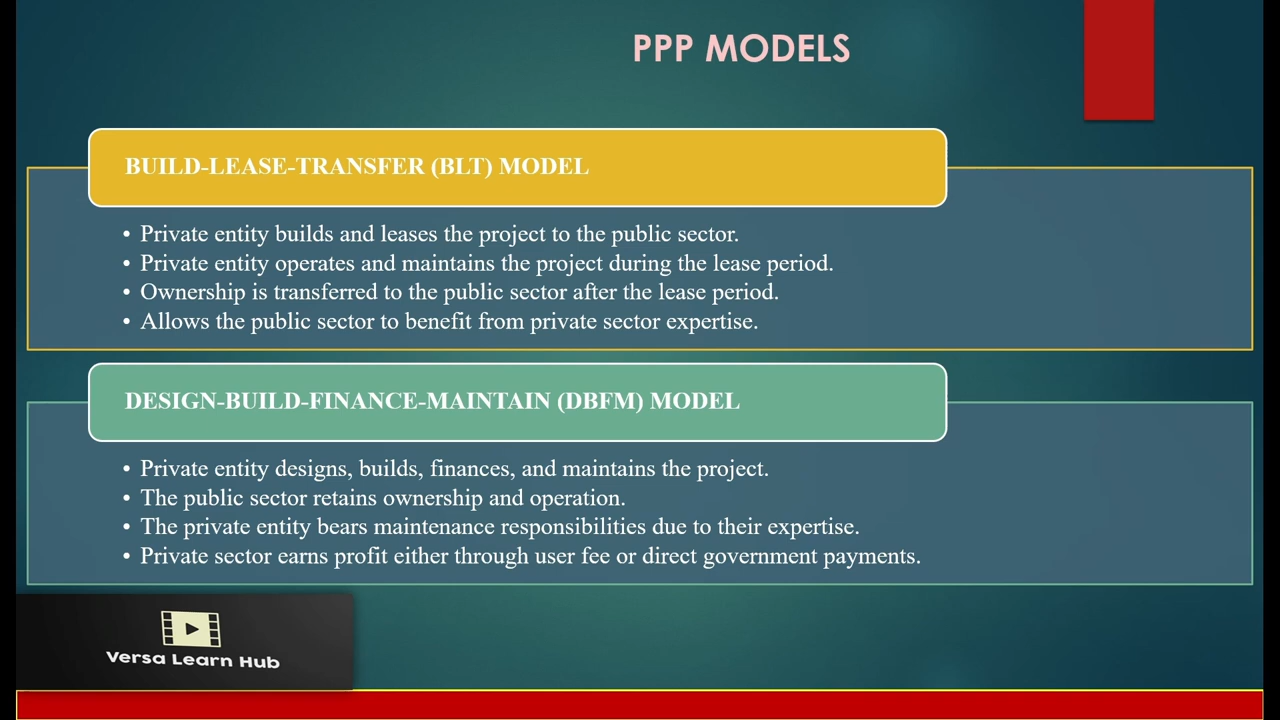 PPP MODELS
BUILD-LEASE-TRANSFER (BLT) MODEL
• Private entity builds and leases the project to the public sector.
• Private entity operates and maintains the project during the lease period.
• Ownership is transferred to the public sector after the lease period.
• Allows the public sector to benefit from private sector expertise.
DESIGN-BUILD-FINANCE-MAINTAIN (DBFM) MODEL
• Private entity designs, builds, finances, and maintains the project.
• The public sector retains ownership and operation.
• The private entity bears maintenance responsibilities due to their expertise.
• Private sector earns profit either through user fee or direct government payments.
Versa Learn Hub